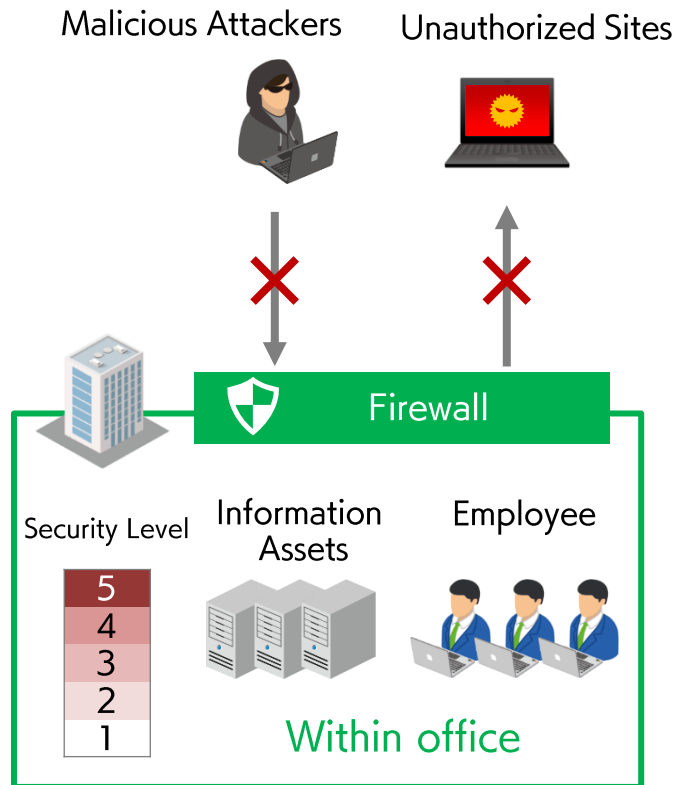 Malicious Attackers
Unauthorized Sites
Firewall
Security Level
5
4
3
2
1
Information
Assets
Employee
Within office